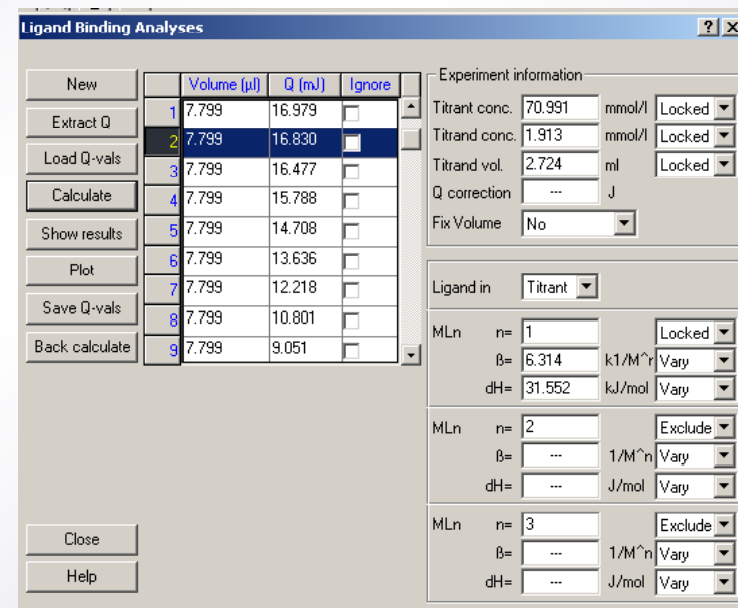 Ligand Binding Analyses
New
Extract Q
Load Q-vals
Calculate
Show results
Plot
Save Q-vals
Back calculate
Close
Help
Volume (µl) Q (mJ) Ignore
1 7.799 16.979
2 7.799 16.830
3 7.799 16.477
4 7.799 15.788
5 7.799 14.708
6 7.799 13.636
7 7.799 12.218
8 7.799 10.801
9 7.799 9.051
Experiment information
Titrant conc. 70.991 mmol/l Locked
Titrand conc. 1.913 mmol/l Locked
Titrand vol. 2.724 ml Locked
Q correction --- J
Fix Volume No
Ligand in Titrant
MLn n= 1 Locked
ß= 6.314 k1/M^r Vary
dH= 31.552 kJ/mol Vary
MLn n= 2 Exclude
ß= --- 1/M^n Vary
dH= --- J/mol Vary
MLn n= 3 Exclude
ß= --- 1/M^n Vary
dH= --- J/mol Vary